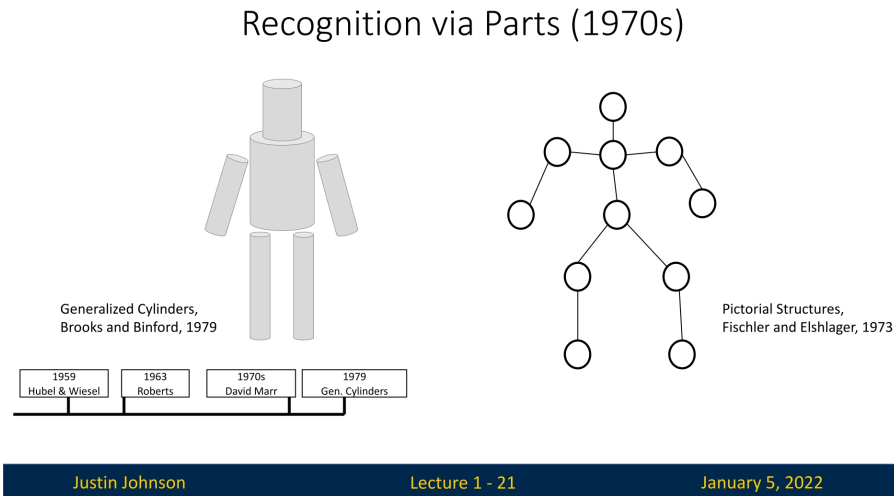 Recognition via Parts (1970s)
Generalized Cylinders,
Brooks and Binford, 1979
Pictorial Structures,
Fischler and Elshlager, 1973
1959
Hubel & Wiesel
1963
Roberts
1970s
David Marr
1979
Gen. Cylinders
Justin Johnson
Lecture 1 - 21
January 5, 2022